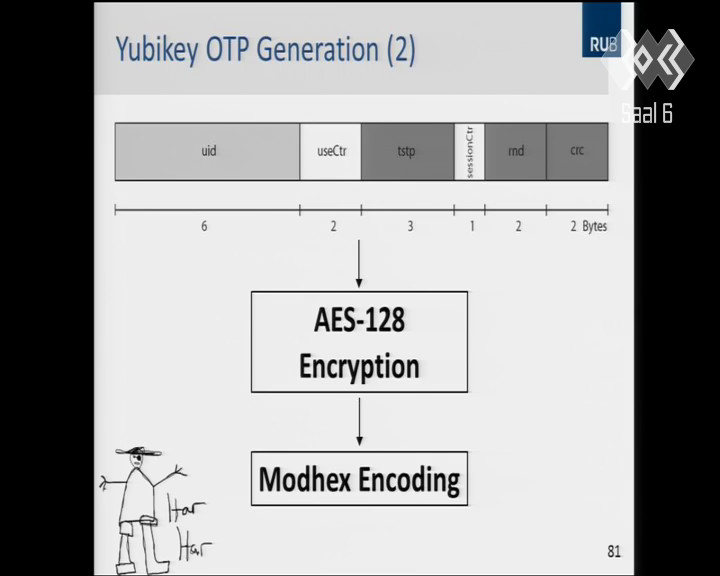 Yubikey OTP Generation (2)
RUB
Saal 6
uid useCtr tstp sessionCtr rnd crc
6 2 3 1 2 2 Bytes
AES-128
Encryption
Modhex Encoding
Har
Har
81